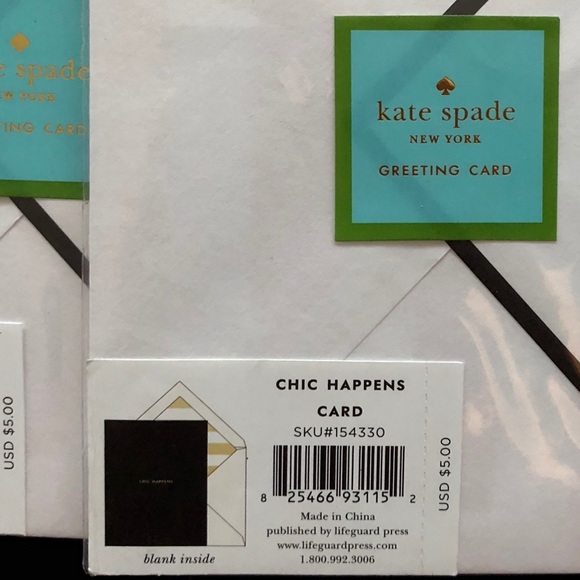 e spade
NEW YORK
ING CARD
USD $5.00
kate spade
NEW YORK
GREETING CARD
CHIC HAPPENS
CARD
SKU#154330
8 25466 93115 2
Made in China
published by lifeguard press
www.lifeguardpress.com
1.800.992.3006
USD $5.00
CHIC HAPPENS
blank inside